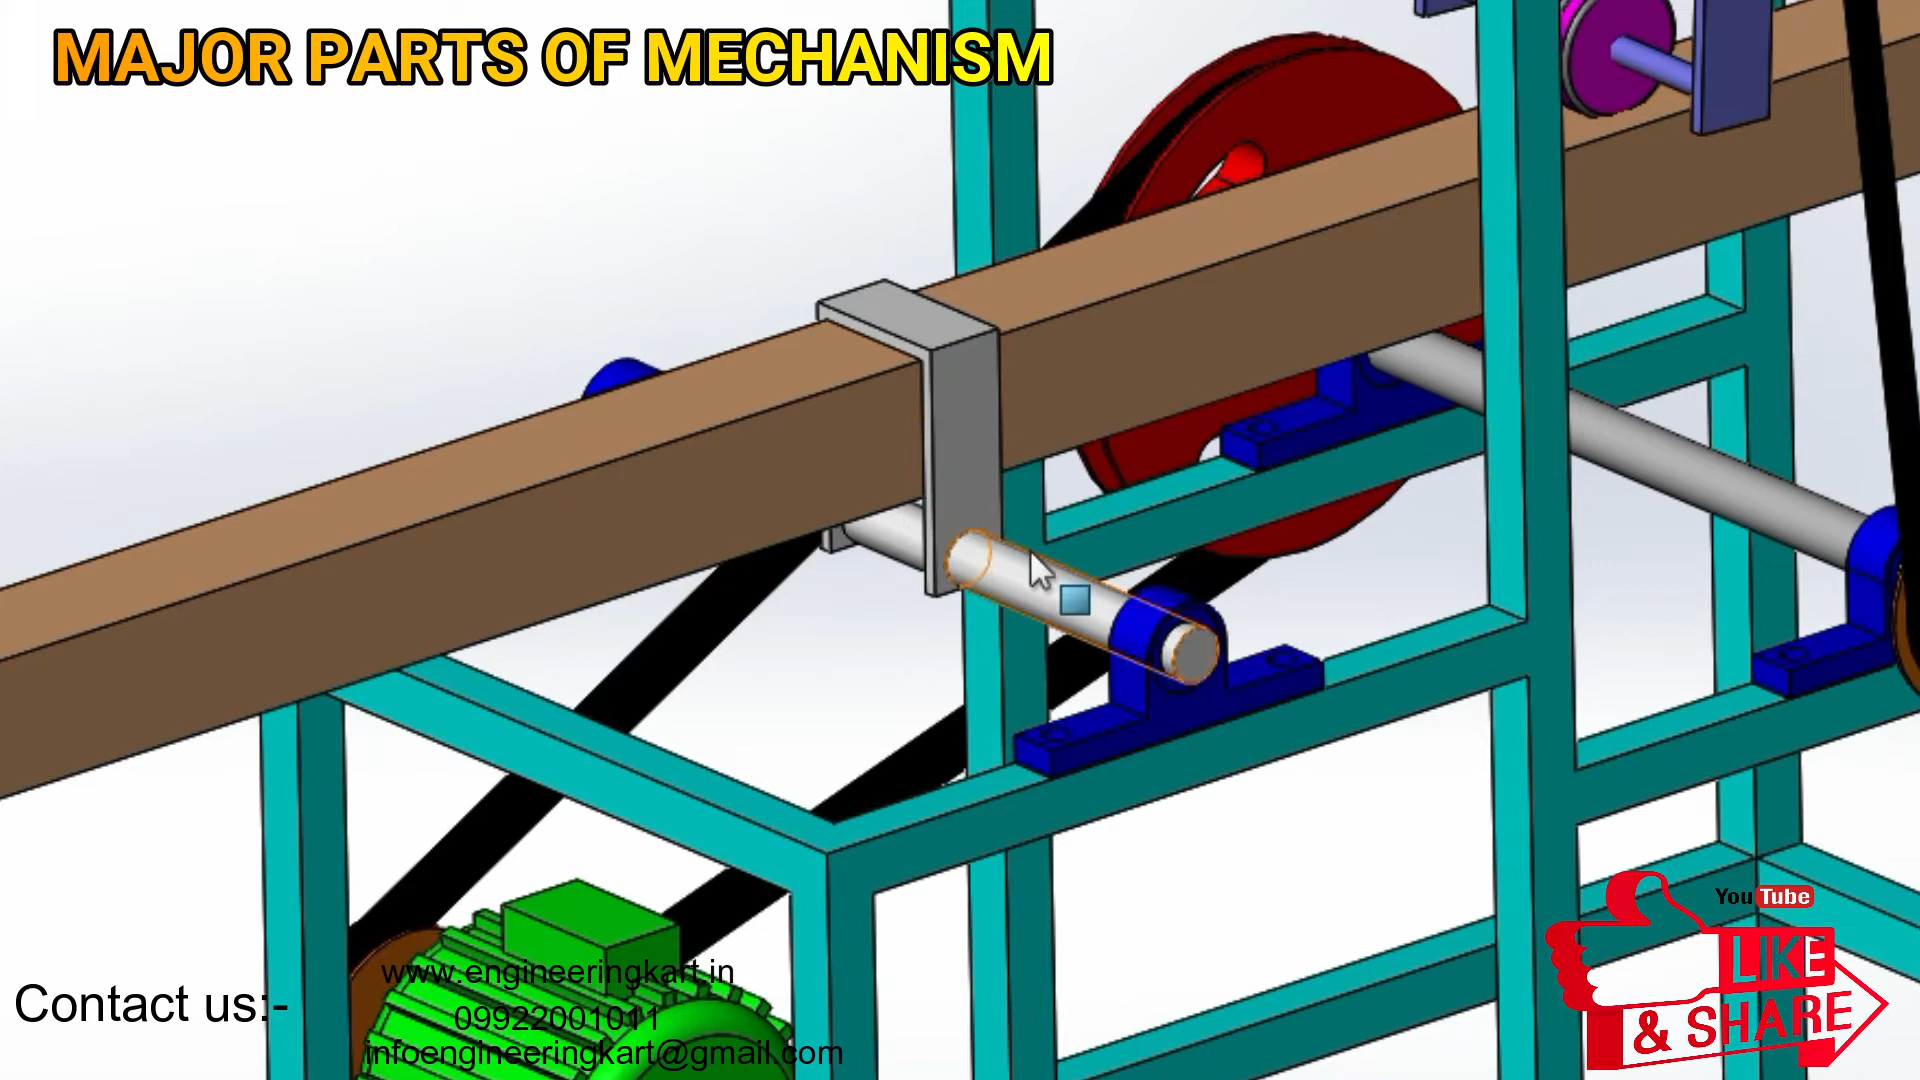 MAJOR PARTS OF MECHANISM
You Tube
LIKE
& SHARE
Contact us:-
www.engineeringkart.in
09922001011
infoengineeringkart@gmail.com